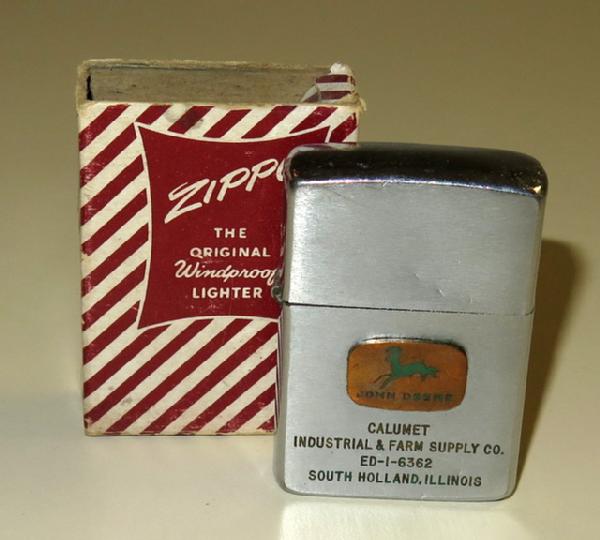 ZIPPO
THE
ORIGINAL
Windproof
LIGHTER
JOHN DEERE
CALUMET
INDUSTRIAL & FARM SUPPLY CO.
ED-1-6362
SOUTH HOLLAND, ILLINOIS